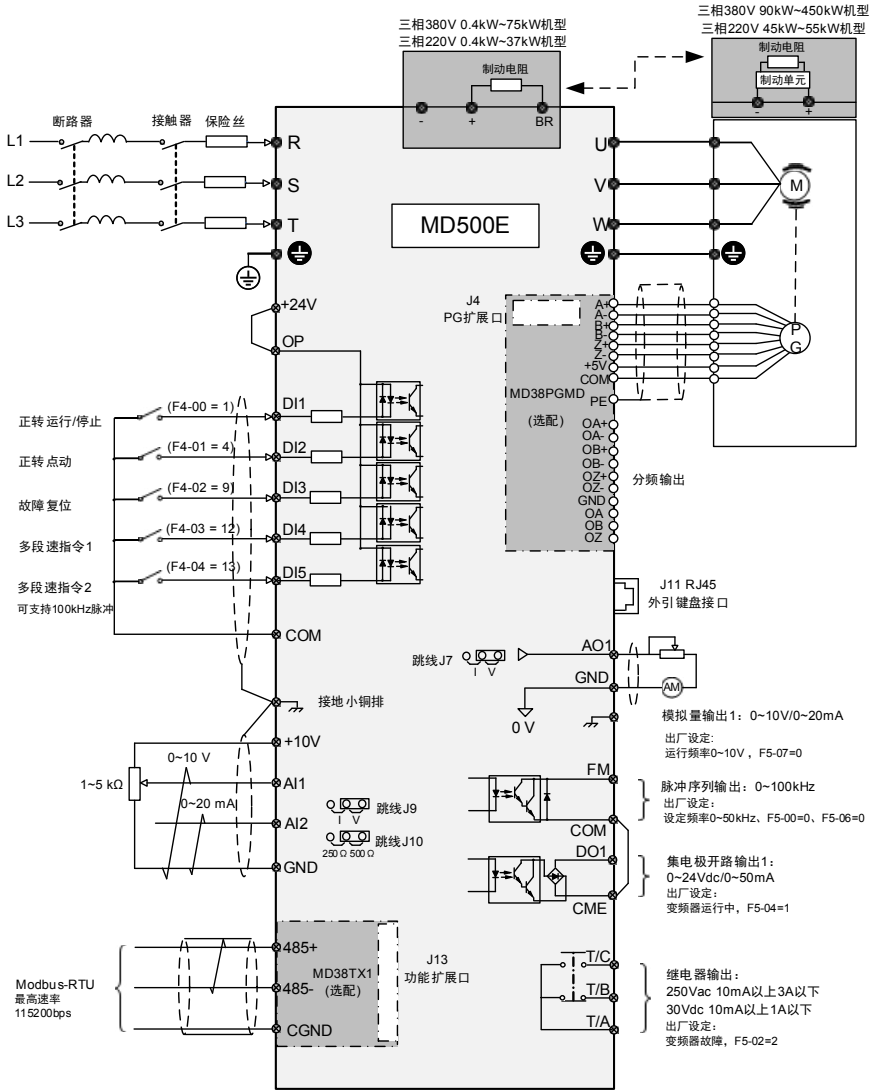 三相380V 0.4kW~75kW机型
三相220V 0.4kW~37kW机型
制动电阻
-
+
BR
三相380V 90kW~450kW机型
三相220V 45kW~55kW机型
制动电阻
制动单元
-
+
断路器
接触器
保险丝
L1
R
L2
S
L3
T
MD500E
U
V
W
M
+24V
OP
J4
PG扩展口
MD38PGMD
(选配)
A+
A-
B+
B-
Z+
Z-
+5V
COM
PE
OA+
OA-
OB+
OB-
OZ+
OZ-
GND
OA
OB
OZ
PG
分频输出
正转运行/停止
(F4-00 = 1)
DI1
正转点动
(F4-01 = 4)
DI2
故障复位
(F4-02 = 9)
DI3
多段速指令1
(F4-03 = 12)
DI4
多段速指令2
(F4-04 = 13)
DI5
可支持100kHz脉冲
COM
接地小铜排
J11 RJ45
外引键盘接口
跳线J7
I V
AO1
GND
0 V
AM
模拟量输出1：0~10V/0~20mA
出厂设定:
运行频率0~10V ，F5-07=0
+10V
0~10 V
1~5 kΩ
AI1
0~20 mA
AI2
GND
跳线J9
I V
跳线J10
250Ω 500Ω
FM
COM
脉冲序列输出：0~100kHz
出厂设定：
设定频率0~50kHz、F5-00=0、F5-06=0
DO1
CME
集电极开路输出1：
0~24Vdc/0~50mA
出厂设定：
变频器运行中，F5-04=1
Modbus-RTU
最高速率
115200bps
485+
485-
CGND
MD38TX1
(选配)
J13
功能扩展口
T/C
T/B
T/A
继电器输出：
250Vac 10mA以上3A以下
30Vdc 10mA以上1A以下
出厂设定：
变频器故障，F5-02=2